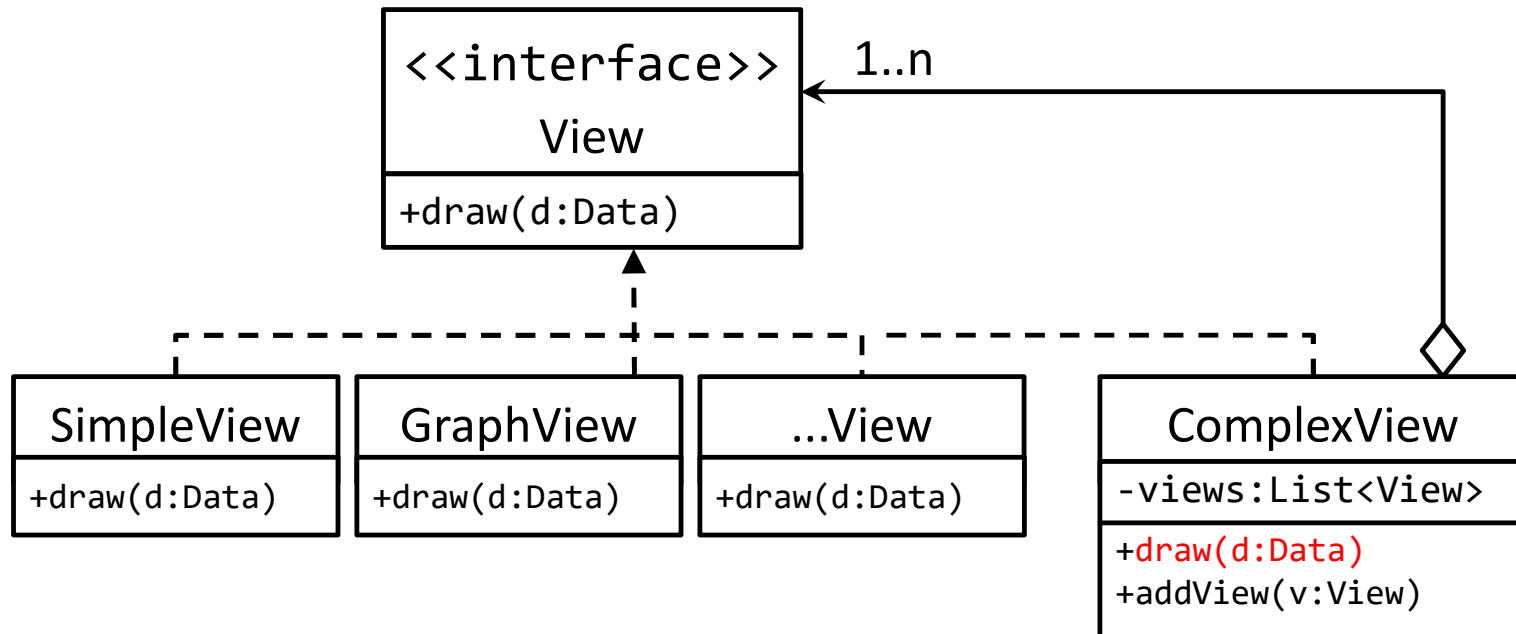 <<interface>>
View
+draw(d:Data)
1..n
SimpleView
+draw(d:Data)
GraphView
+draw(d:Data)
...View
+draw(d:Data)
ComplexView
-views:List<View>
+draw(d:Data)
+addView(v:View)